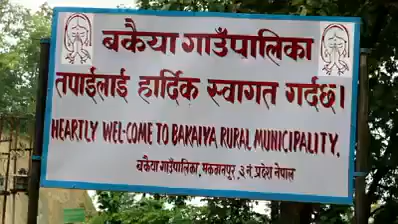 बकैया गाउँपालिका
तपाईलाई हार्दिक स्वागत गर्दछ।
HEARTLY WEL-COME TO BAKAIYA RURAL MUNICIPALITY.
बकैया गाउँपालिका, मकवानपुर, ३ नं. प्रदेश नेपाल